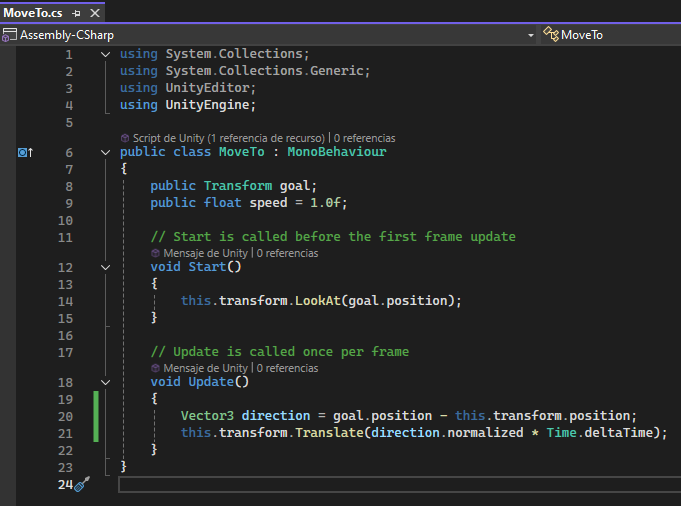 MoveTo.cs
Assembly-CSharp
MoveTo
1 using System.Collections;
2 using System.Collections.Generic;
3 using UnityEditor;
4 using UnityEngine;
5
Script de Unity (1 referencia de recurso) | 0 referencias
6 public class MoveTo : MonoBehaviour
7 {
8 public Transform goal;
9 public float speed = 1.0f;
10
11 // Start is called before the first frame update
Mensaje de Unity | 0 referencias
12 void Start()
13 {
14 this.transform.LookAt(goal.position);
15 }
16
17 // Update is called once per frame
Mensaje de Unity | 0 referencias
18 void Update()
19 {
20 Vector3 direction = goal.position - this.transform.position;
21 this.transform.Translate(direction.normalized * Time.deltaTime);
22 }
23 }
24